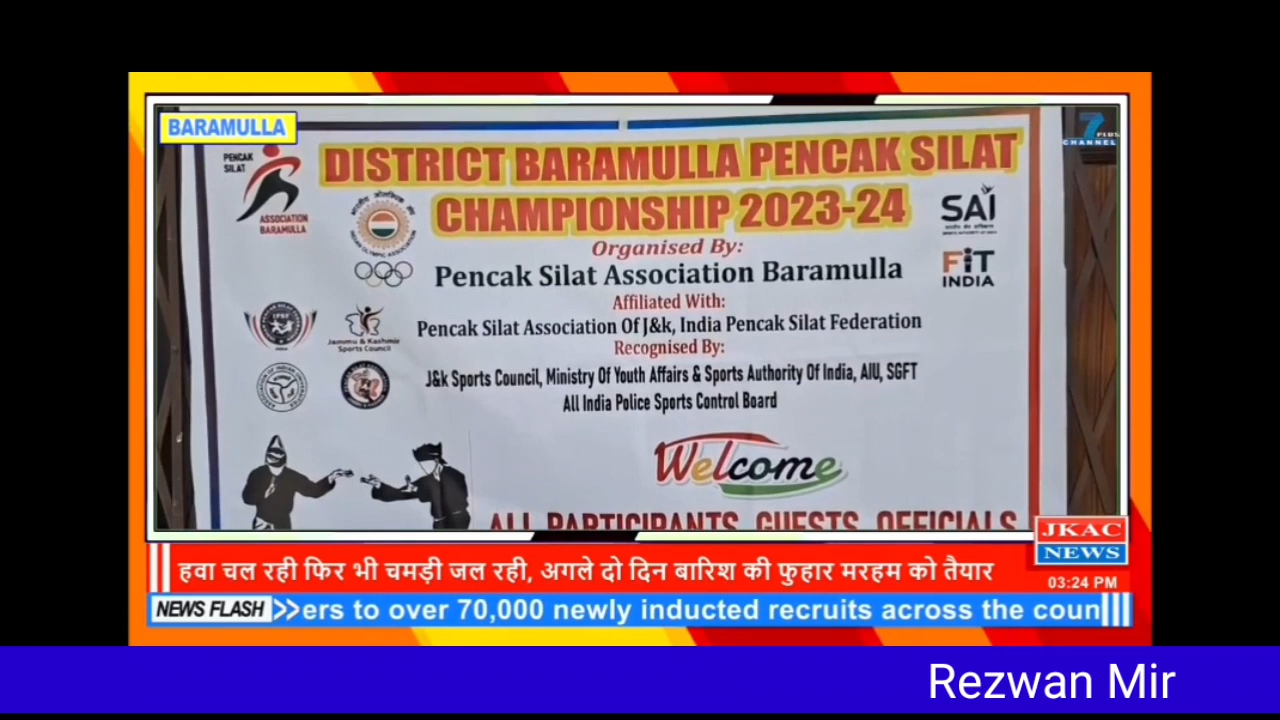 BARAMULLA
7 PLUS
CHANNEL
PENCAK
SILAT
ASSOCIATION
BARAMULLA
DISTRICT BARAMULLA PENCAK SILAT
CHAMPIONSHIP 2023-24
SAI
FIT
INDIA
Organised By:
Pencak Silat Association Baramulla
Affiliated With:
Pencak Silat Association Of J&k, India Pencak Silat Federation
Jammu & Kashmir
Sports Council
Recognised By:
J&k Sports Council, Ministry Of Youth Affairs & Sports Authority Of India, AIU, SGFT
All India Police Sports Control Board
Welcome
ALL PARTICIPANTS GUESTS OFFICIALS
JKAC
NEWS
हवा चल रही फिर भी चमड़ी जल रही, अगले दो दिन बारिश की फुहार मरहम को तैयार
03:24 PM
NEWS FLASH
ers to over 70,000 newly inducted recruits across the coun
Rezwan Mir